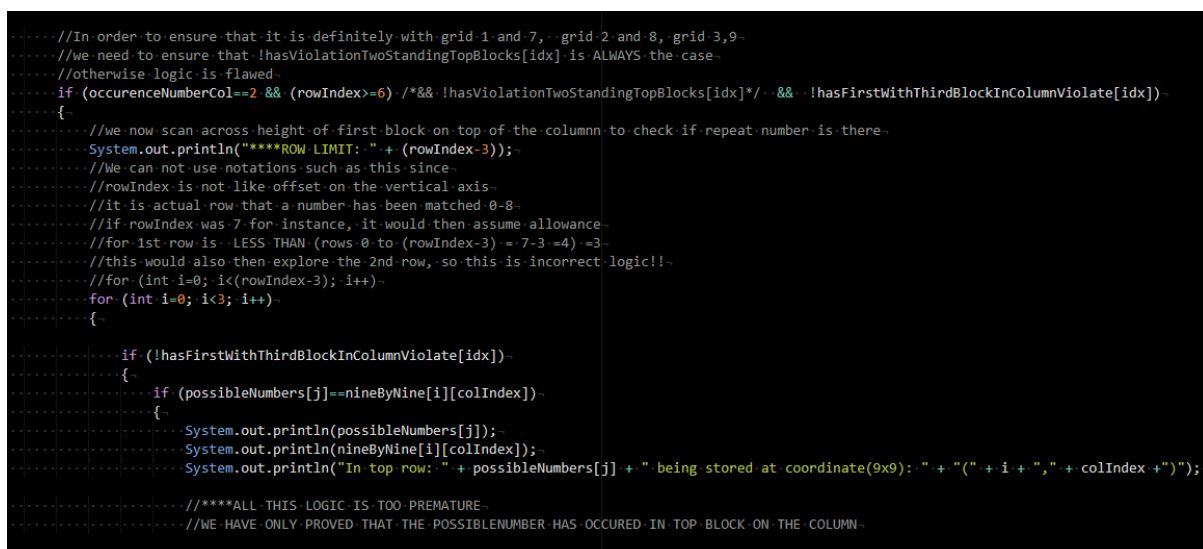 //In order to ensure that it is definitely with grid 1 and 7,  grid 2 and 8, grid 3,9
//we need to ensure that !hasViolationTwoStandingTopBlocks[idx] is ALWAYS the case
//otherwise logic is flawed
if (occurenceNumberCol==2 && (rowIndex>=6) /*&& !hasViolationTwoStandingTopBlocks[idx]*/  &&  !hasFirstWithThirdBlockInColumnViolate[idx])
{
//we now scan across height of first block on top of the columnn to check if repeat number is there
System.out.println("****ROW LIMIT: " + (rowIndex-3));
//We can not use notations such as this since
//rowIndex is not like offset on the vertical axis
//it is actual row that a number has been matched 0-8
//if rowIndex was 7 for instance, it would then assume allowance
//for 1st row is  LESS THAN (rows 0 to (rowIndex-3) = 7-3 =4) =3
//this would also then explore the 2nd row, so this is incorrect logic!!
//for (int i=0; i<(rowIndex-3); i++)
for (int i=0; i<3; i++)
{
if (!hasFirstWithThirdBlockInColumnViolate[idx])
{
if (possibleNumbers[j]==nineByNine[i][colIndex])
{
System.out.println(possibleNumbers[j]);
System.out.println(nineByNine[i][colIndex]);
System.out.println("In top row: " + possibleNumbers[j] + " being stored at coordinate(9x9): " + "(" + i + "," + colIndex +")");
//****ALL THIS LOGIC IS TOO PREMATURE
//WE HAVE ONLY PROVED THAT THE POSSIBLENUMBER HAS OCCURED IN TOP BLOCK ON THE COLUMN